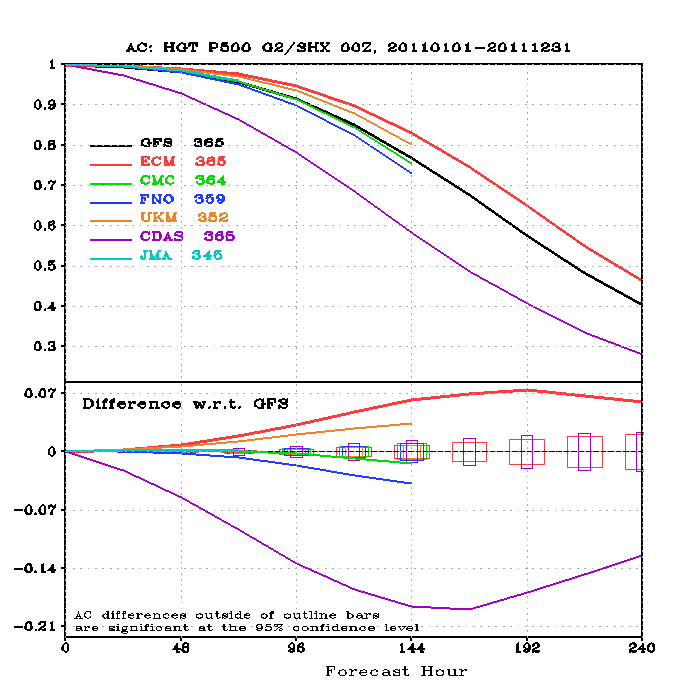 AC: HGT P500 G2/SHX 00Z, 20110101-20111231
1
0.9
0.8
0.7
0.6
0.5
0.4
0.3
GFS 365
ECM 365
CMC 364
FNO 359
UKM 352
CDAS 365
JMA 345
0.07
0
-0.07
-0.14
-0.21
Difference w.r.t. GFS
AC differences outside of outline bars
are significant at the 95% confidence level
0 48 96 144 192 240
Forecast Hour